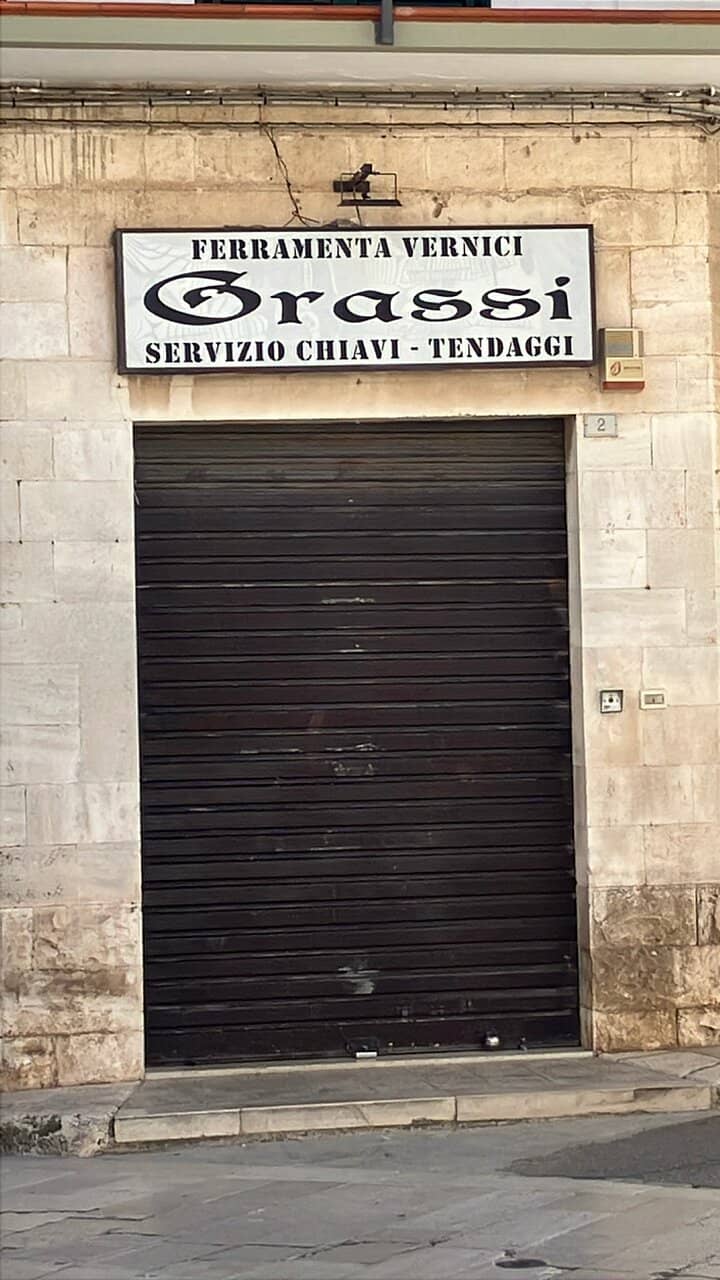 FERRAMENTA VERNICI
Grassi
SERVIZIO CHIAVI - TENDAGGI
2